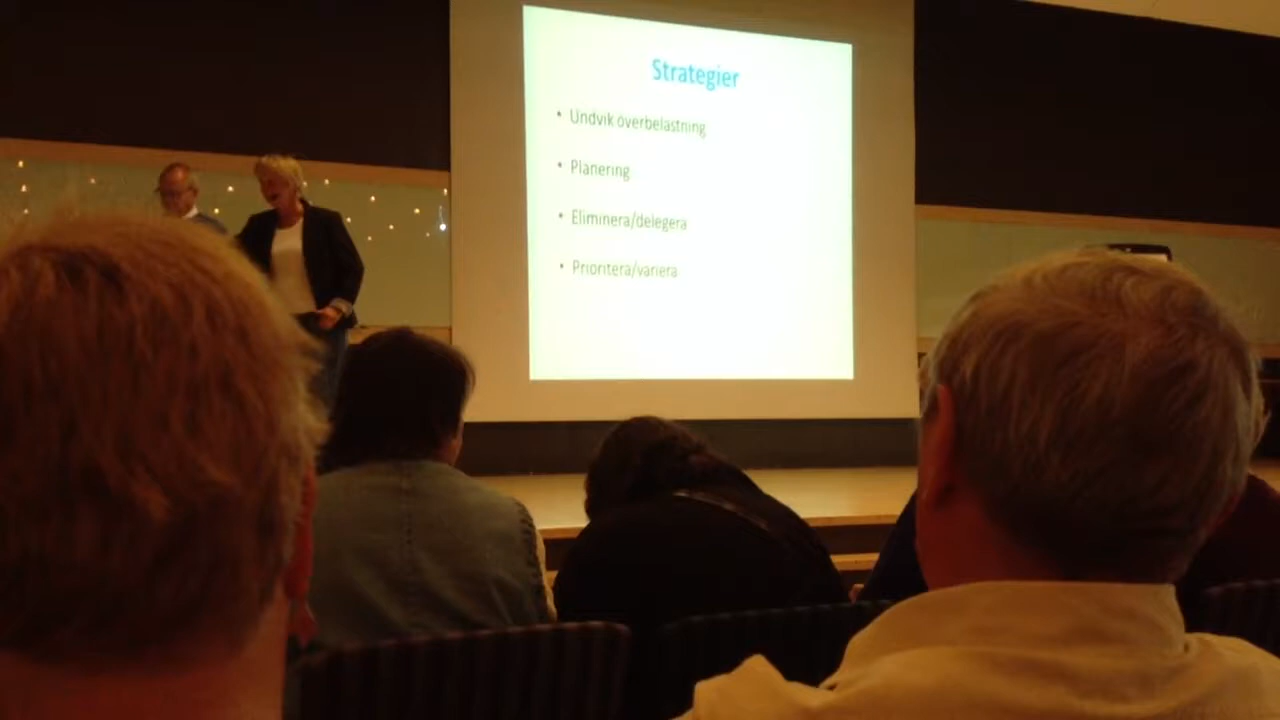 Strategier
• Undvik överbelastning
• Planering
• Eliminera/delegera
• Prioritera/variera